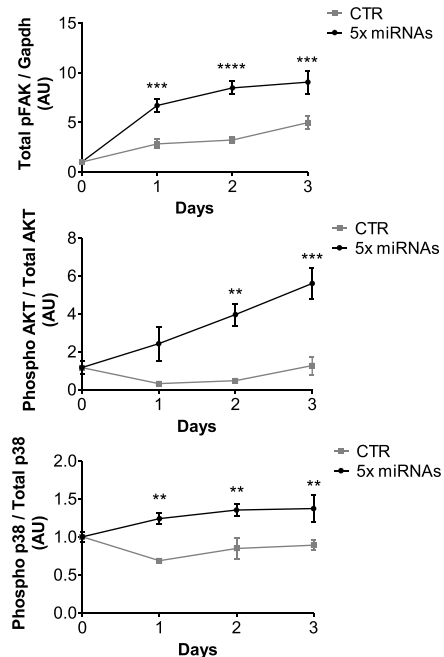 CTR
5x miRNAs
Total pFAK / Gapdh
(AU)
15
10
5
0
***
****
***
0 1 2 3
Days
CTR
5x miRNAs
Phospho AKT / Total AKT
(AU)
8
6
4
2
0
**
***
0 1 2 3
Days
CTR
5x miRNAs
Phospho p38 / Total p38
(AU)
2.0
1.5
1.0
0.5
0.0
**
**
**
0 1 2 3
Days